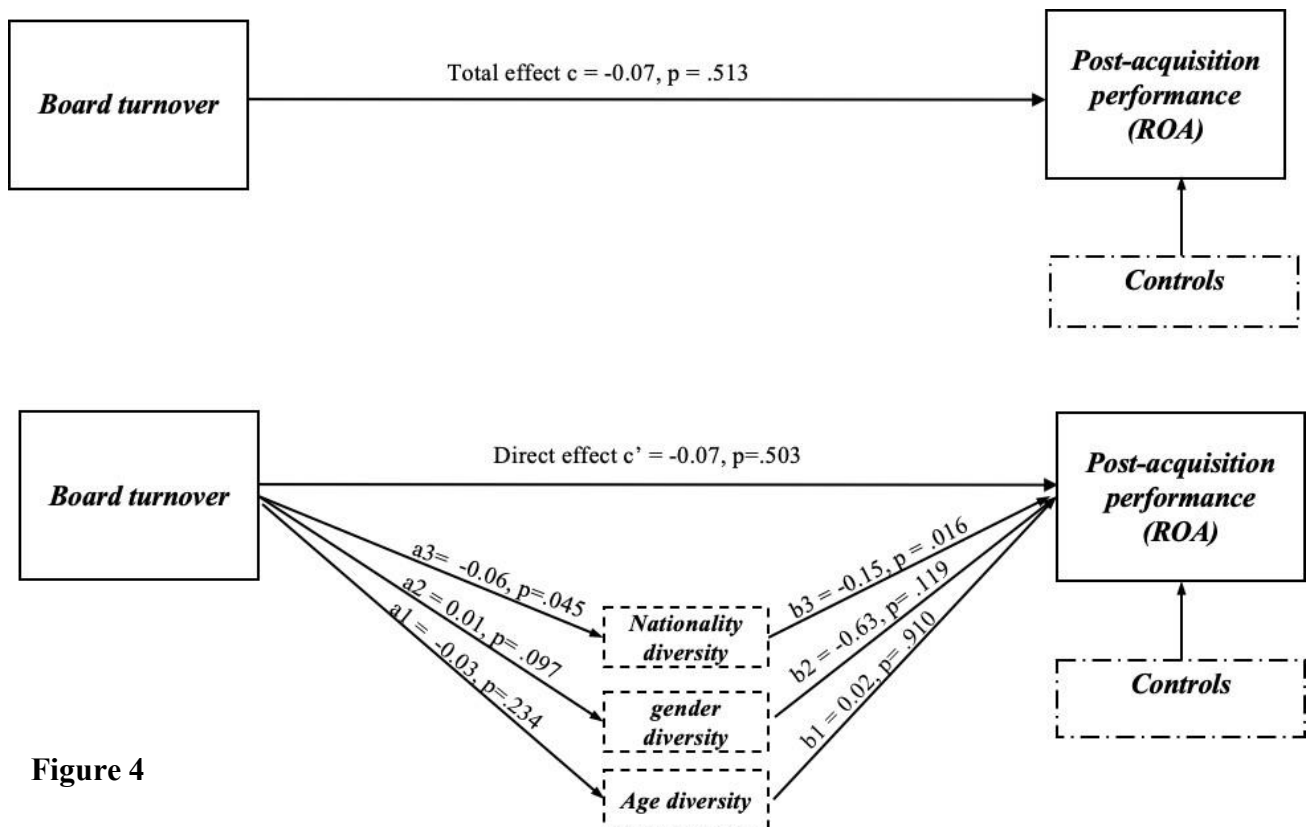 Board turnover
Total effect c = -0.07, p = .513
Post-acquisition
performance
(ROA)
Controls
Board turnover
Direct effect c’ = -0.07, p=.503
Post-acquisition
performance
(ROA)
a3= -0.06, p=.045
a2 = 0.01, p= .097
a1 = -0.03, p=.234
b3 = -0.15, p = .016
b2 = -0.63, p = .119
b1 = 0.02, p= .910
Nationality
diversity
gender
diversity
Age diversity
Controls
Figure 4